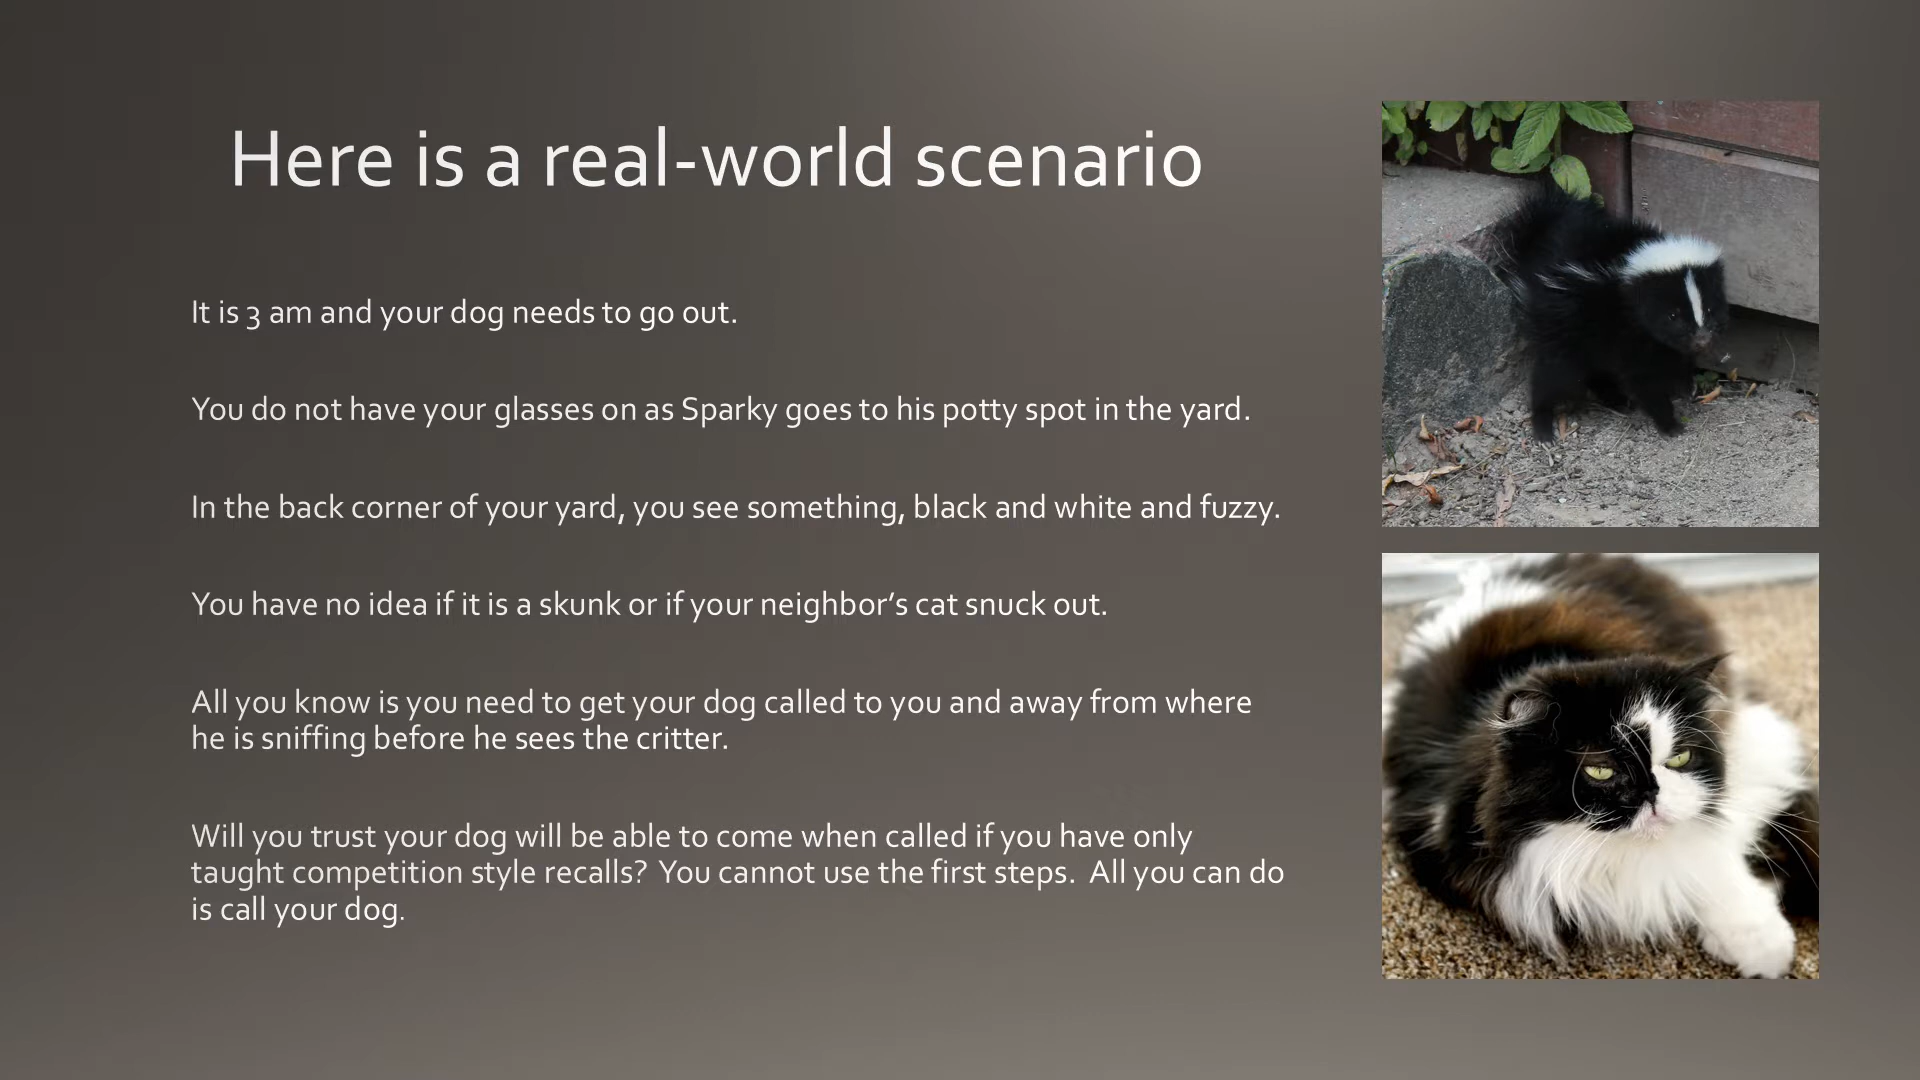 Here is a real-world scenario
It is 3 am and your dog needs to go out.
You do not have your glasses on as Sparky goes to his potty spot in the yard.
In the back corner of your yard, you see something, black and white and fuzzy.
You have no idea if it is a skunk or if your neighbor’s cat snuck out.
All you know is you need to get your dog called to you and away from where
he is sniffing before he sees the critter.
Will you trust your dog will be able to come when called if you have only
taught competition style recalls?  You cannot use the first steps.  All you can do
is call your dog.